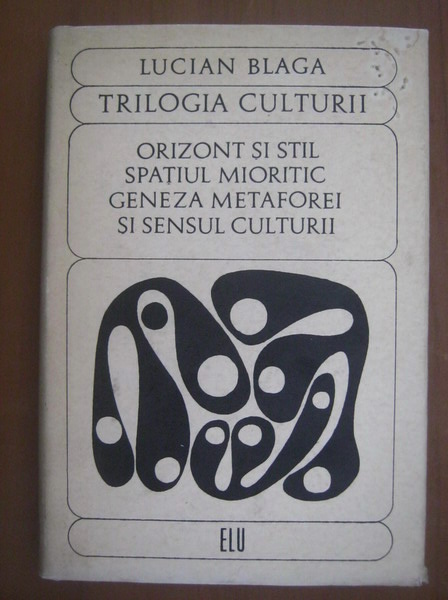 LUCIAN BLAGA
TRILOGIA CULTURII
ORIZONT ȘI STIL
SPAȚIUL MIORITIC
GENEZA METAFOREI
ȘI SENSUL CULTURII
ELU